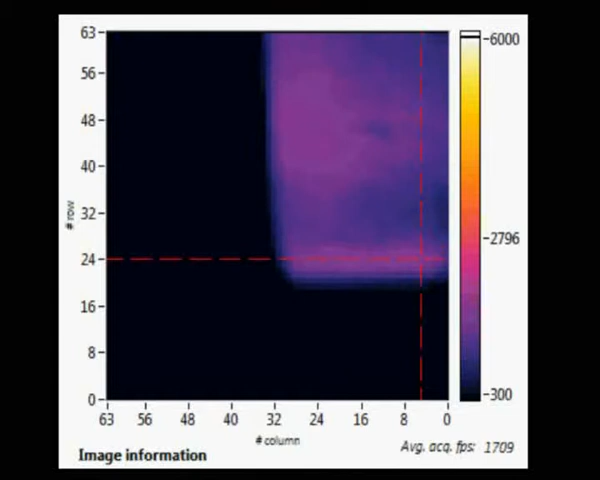 63
56
48
40
32
24
16
8
0
# row
63 56 48 40 32 24 16 8 0
# column
6000
2796
300
Image information
Avg. acq. fps: 1709